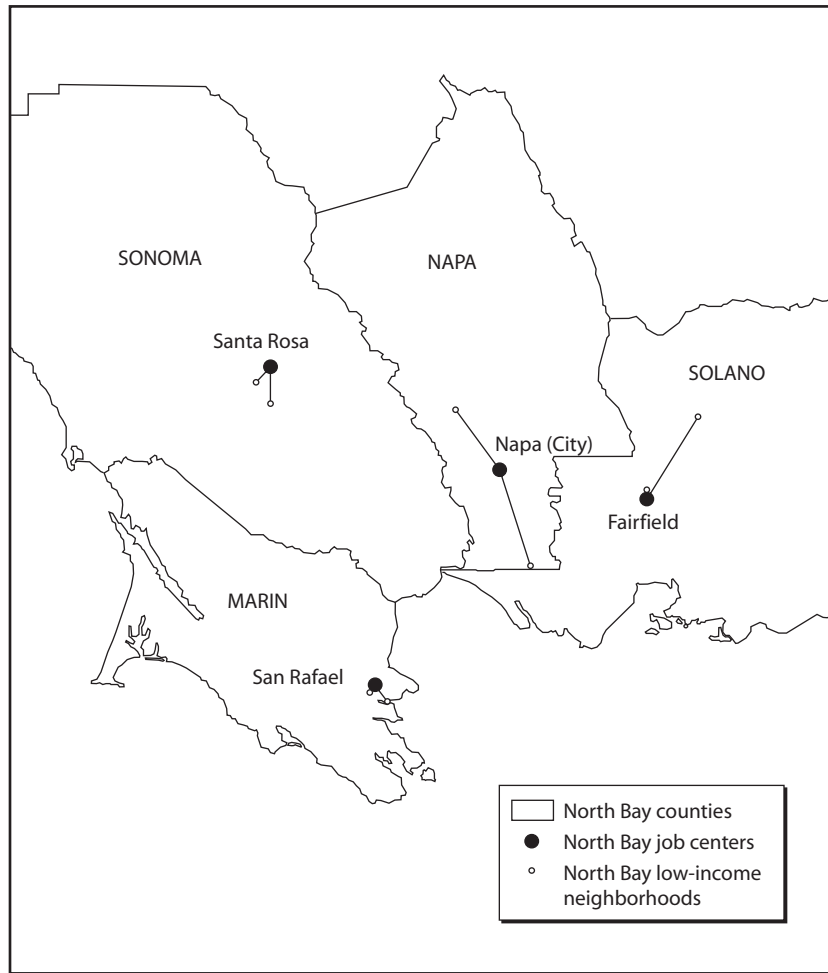 SONOMA
NAPA
Santa Rosa
SOLANO
Napa (City)
Fairfield
MARIN
San Rafael
North Bay counties
North Bay job centers
North Bay low-income
neighborhoods